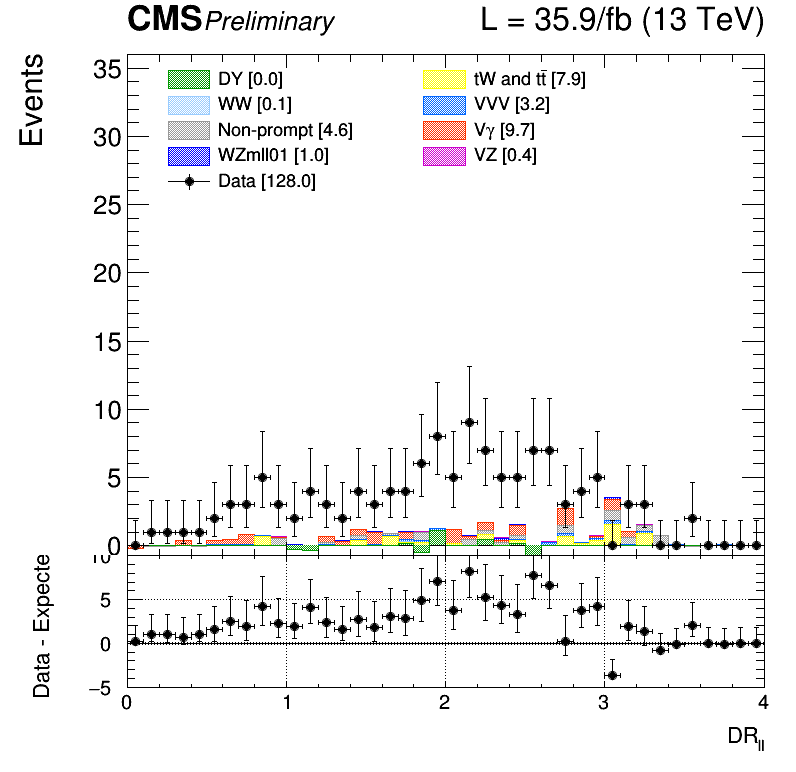 CMS Preliminary L = 35.9/fb (13 TeV)
Events
35
30
25
20
15
10
5
0
DY [0.0]
WW [0.1]
Non-prompt [4.6]
WZmll01 [1.0]
Data [128.0]
tW and tt̄ [7.9]
VVV [3.2]
Vγ [9.7]
VZ [0.4]
Data - Expecte
10
5
0
−5
0 1 2 3 4
DR_ll